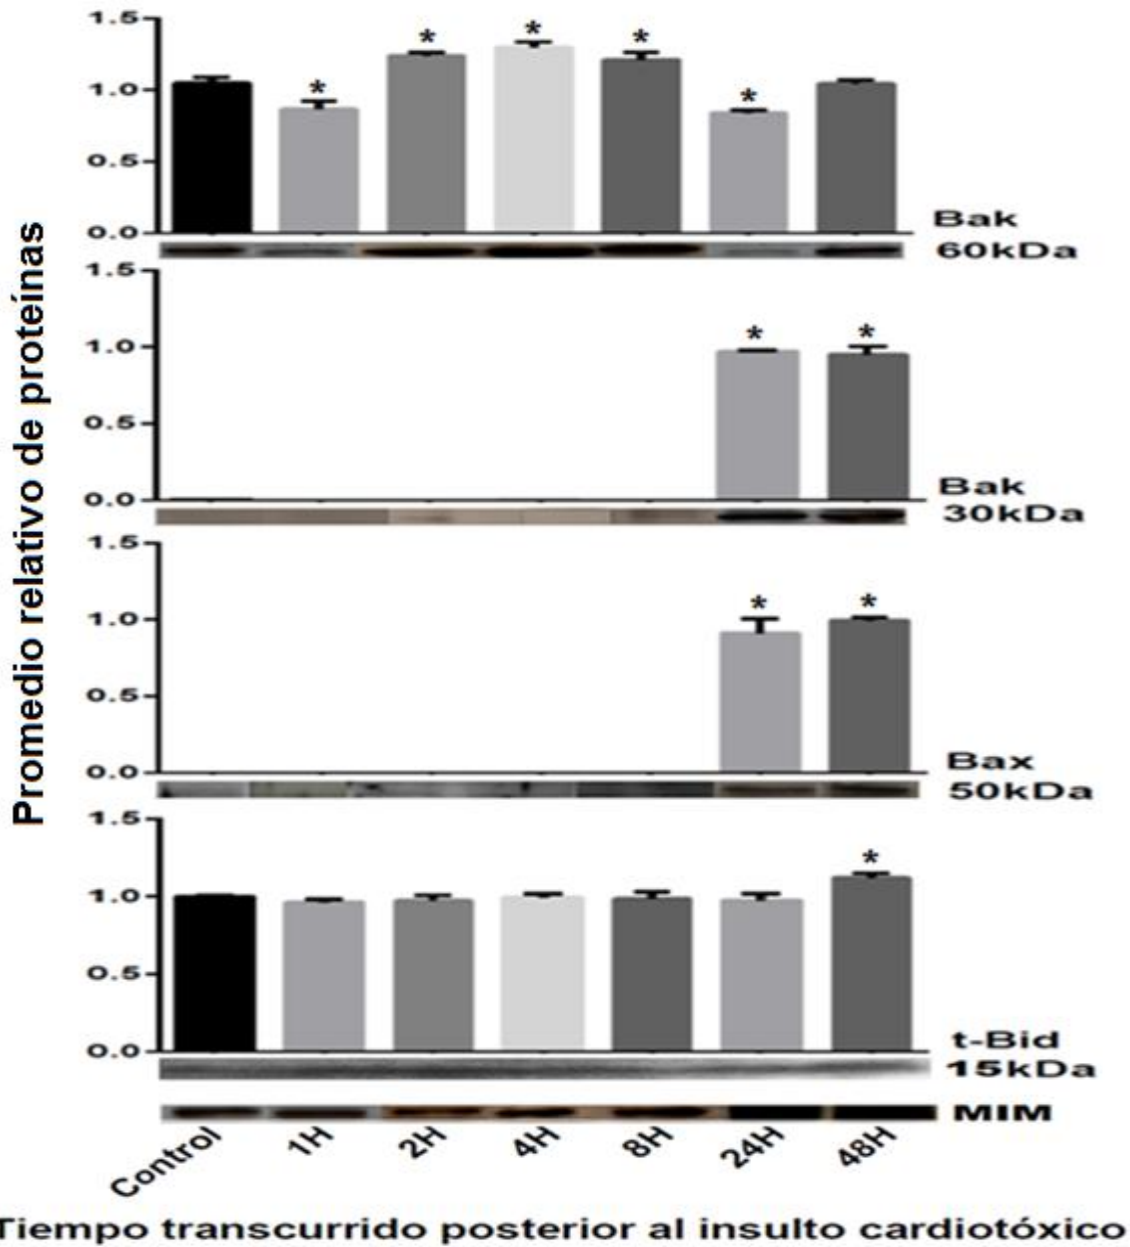 Promedio relativo de proteínas
1.5
1.0
0.5
0.0
* * * * *
Bak
60kDa
1.5
1.0
0.5
0.0
* *
Bak
30kDa
1.5
1.0
0.5
0.0
* *
Bax
50kDa
1.5
1.0
0.5
0.0
*
t-Bid
15kDa
MIM
Control 1H 2H 4H 8H 24H 48H
Tiempo transcurrido posterior al insulto cardiotóxico